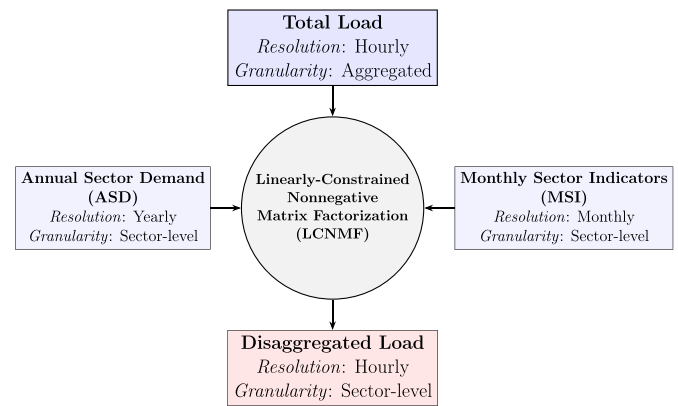 Total Load
Resolution: Hourly
Granularity: Aggregated
Annual Sector Demand
(ASD)
Resolution: Yearly
Granularity: Sector-level
Linearly-Constrained
Nonnegative
Matrix Factorization
(LCNMF)
Monthly Sector Indicators
(MSI)
Resolution: Monthly
Granularity: Sector-level
Disaggregated Load
Resolution: Hourly
Granularity: Sector-level